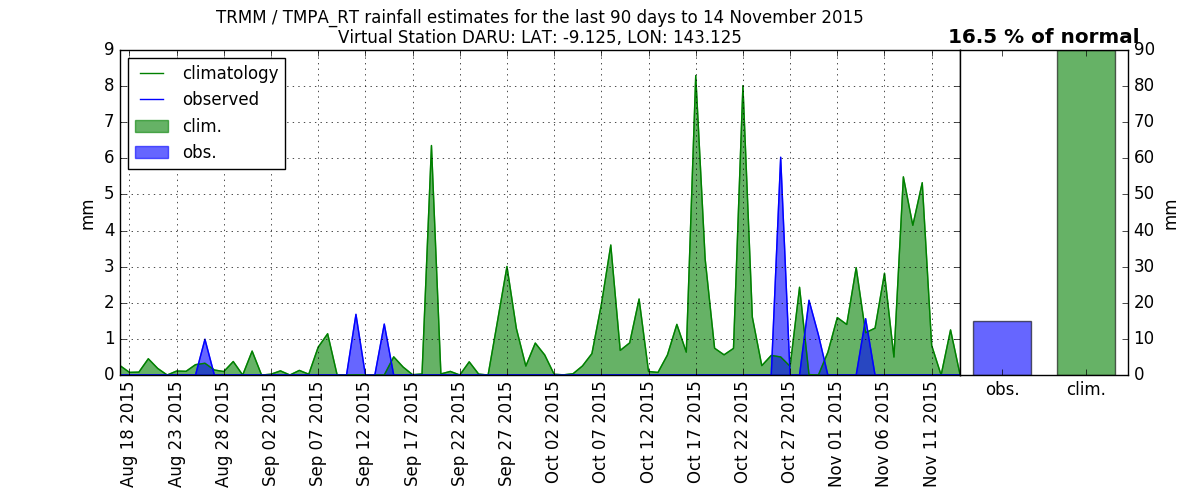 TRMM / TMPA_RT rainfall estimates for the last 90 days to 14 November 2015
Virtual Station DARU: LAT: -9.125, LON: 143.125
16.5 % of normal
climatology
observed
clim.
obs.
mm
9
8
7
6
5
4
3
2
1
0
Aug 18 2015
Aug 23 2015
Aug 28 2015
Sep 02 2015
Sep 07 2015
Sep 12 2015
Sep 17 2015
Sep 22 2015
Sep 27 2015
Oct 02 2015
Oct 07 2015
Oct 12 2015
Oct 17 2015
Oct 22 2015
Oct 27 2015
Nov 01 2015
Nov 06 2015
Nov 11 2015
obs.
clim.
90
80
70
60
50
40
30
20
10
0
mm